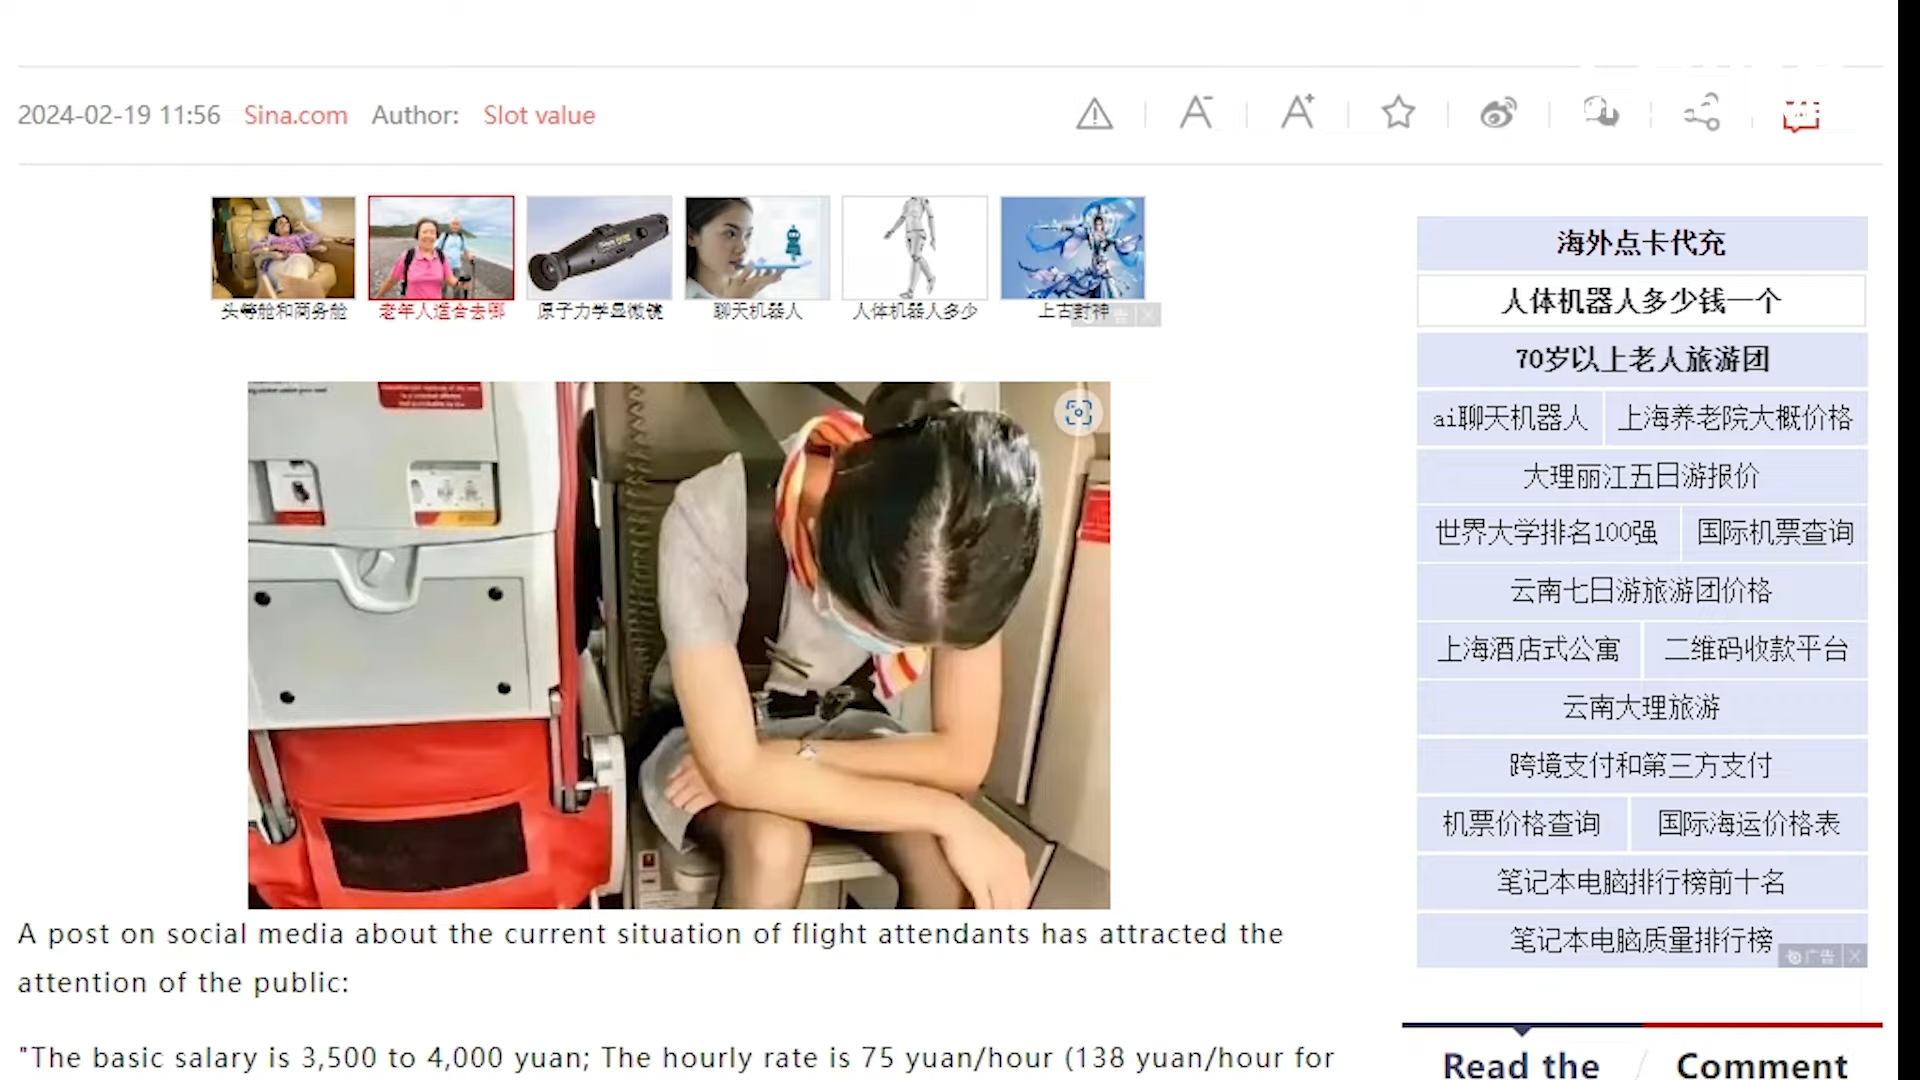 2024-02-19 11:56 Sina.com Author: Slot value
头等舱和商务舱
老年人适合去哪
原子力学显微镜
聊天机器人
人体机器人多少
上古封神
海外点卡代充
人体机器人多少钱一个
70岁以上老人旅游团
ai聊天机器人 上海养老院大概价格
大理丽江五日游报价
世界大学排名100强 国际机票查询
云南七日游旅游团价格
上海酒店式公寓 二维码收款平台
云南大理旅游
跨境支付和第三方支付
机票价格查询 国际海运价格表
笔记本电脑排行榜前十名
笔记本电脑质量排行榜
广告
A post on social media about the current situation of flight attendants has attracted the
attention of the public:
"The basic salary is 3,500 to 4,000 yuan; The hourly rate is 75 yuan/hour (138 yuan/hour for
Read the / Comment